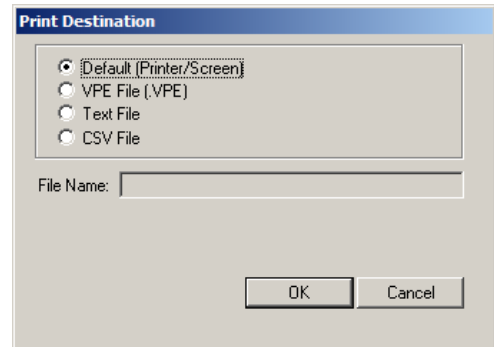 Print Destination
Default (Printer/Screen)
VPE File (.VPE)
Text File
CSV File
File Name:
OK Cancel